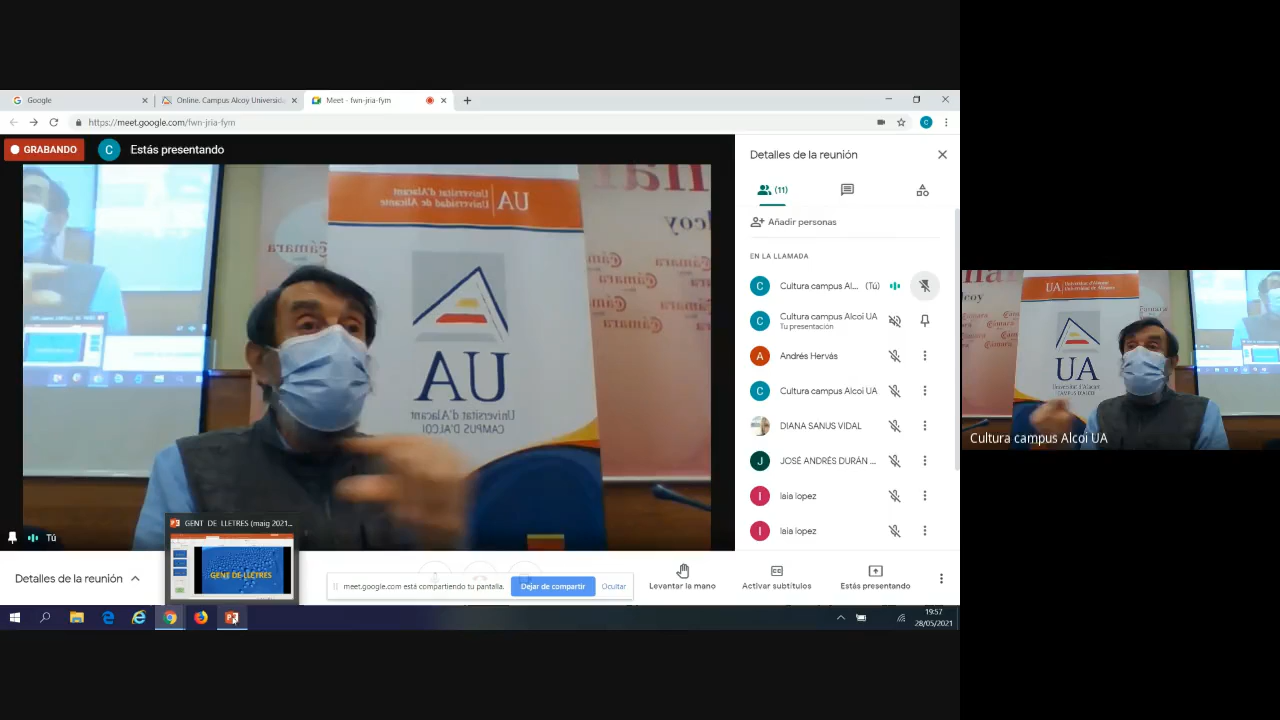 Google
Online. Campus Alcoy Universida
Meet - fwn-jria-fym
https://meet.google.com/fwn-jria-fym
GRABANDO
C
Estás presentando
Detalles de la reunión
(11)
Añadir personas
EN LA LLAMADA
C
Cultura campus Al...
(Tú)
C
Cultura campus Alcoi UA
Tu presentación
A
Andrés Hervás
C
Cultura campus Alcoi UA
DIANA SANUS VIDAL
J
JOSÉ ANDRÉS DURÁN ...
I
laia lopez
I
laia lopez
UA
Universitat d'Alacant
Universidad de Alicante
Cámara
UA
Universitat d'Alacant
CAMPUS D'ALCOI
Tú
GENT DE LLETRES (maig 2021...
GENT DE LLETRES
Detalles de la reunión
meet.google.com está compartiendo tu pantalla.
Dejar de compartir
Ocultar
Levantar la mano
Activar subtítulos
Estás presentando
19:57
28/05/2021
UA
UA
Cultura campus Alcoi UA